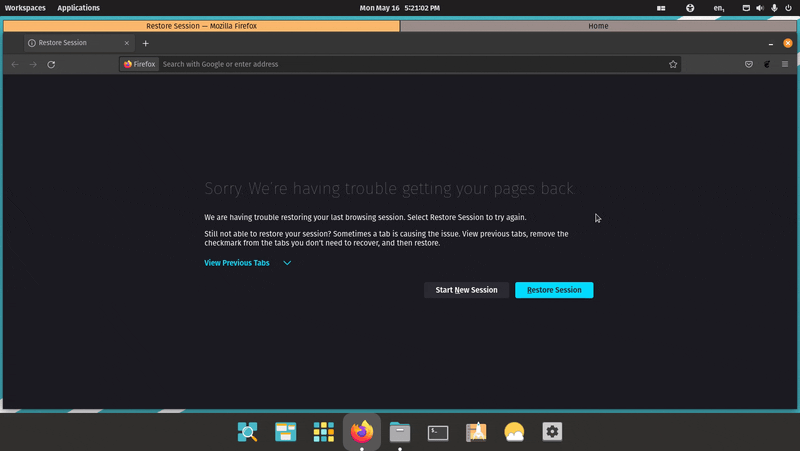 Workspaces Applications Mon May 16 5:21:02 PM en₁
Restore Session — Mozilla Firefox Home
Restore Session
Firefox Search with Google or enter address
Sorry. We're having trouble getting your pages back.
We are having trouble restoring your last browsing session. Select Restore Session to try again.
Still not able to restore your session? Sometimes a tab is causing the issue. View previous tabs, remove the
checkmark from the tabs you don't need to recover, and then restore.
View Previous Tabs
Start New Session Restore Session